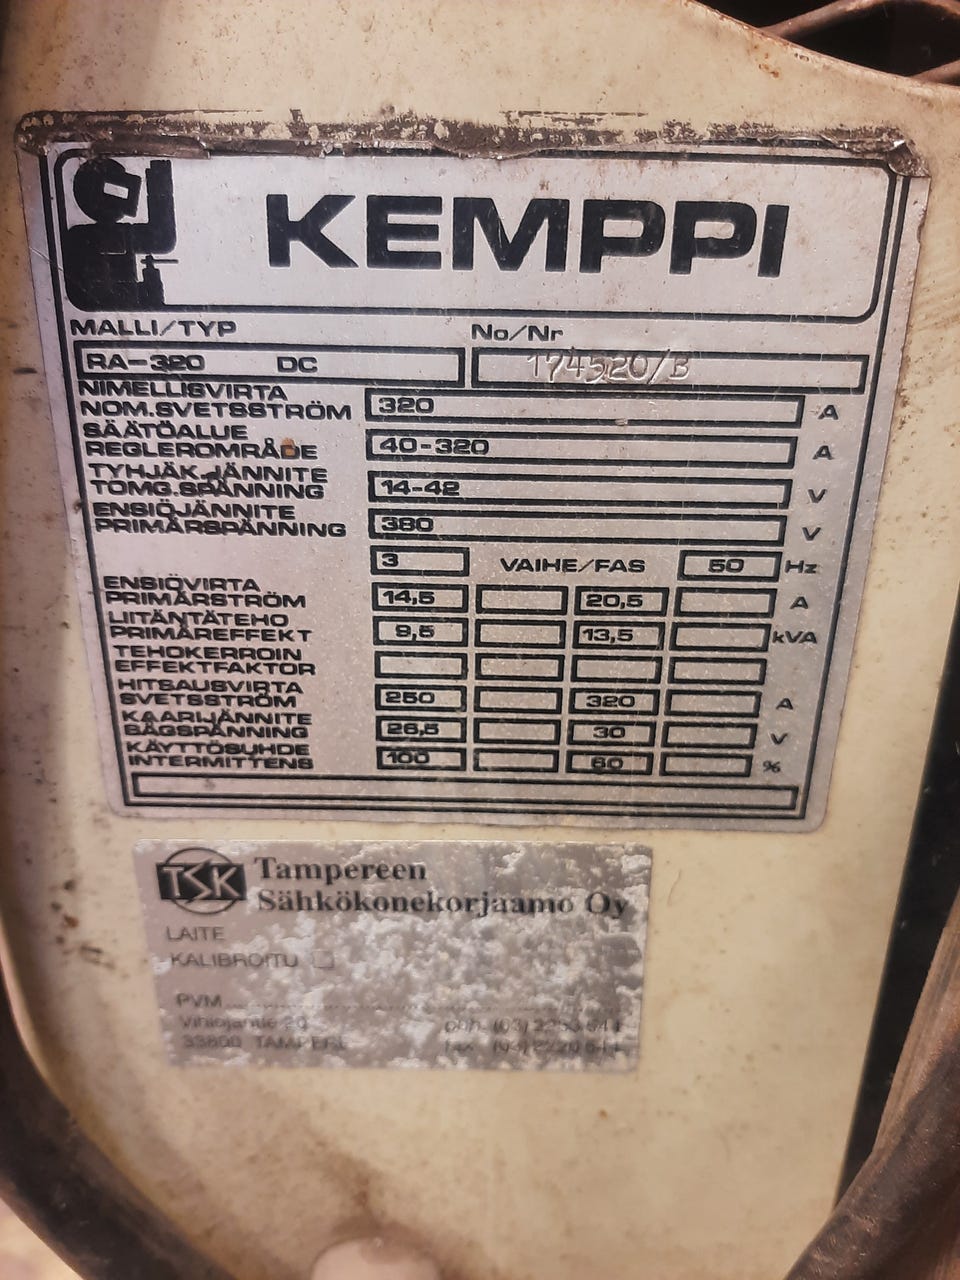 KEMPPI
MALLI/TYP No/Nr
RA-320 DC 174520/B
NIMELLISVIRTA
NOM.SVETSSTRÖM 320 A
SÄÄTÖALUE
REGLEROMRÅDE 40-320 A
TYHJÄK.JÄNNITE
TOMG.SPÄNNING 14-42 V
ENSIÖJÄNNITE
PRIMÄRSPÄNNING 380 V
3 VAIHE/FAS 50 Hz
ENSIÖVIRTA
PRIMÄRSTRÖM 14,5 20,5 A
LIITÄNTÄTEHO
PRIMÄREFFEKT 9,5 13,5 kVA
TEHOKERROIN
EFFEKTFAKTOR
HITSAUSVIRTA
SVETSSTRÖM 250 320 A
KAARIJÄNNITE
BÅGSPÄNNING 26,5 30 V
KÄYTTÖSUHDE
INTERMITTENS 100 60 %
TSK Tampereen
Sähkökonekorjaamo Oy
LAITE
KALIBROITU
PVM
33800 TAMPERE